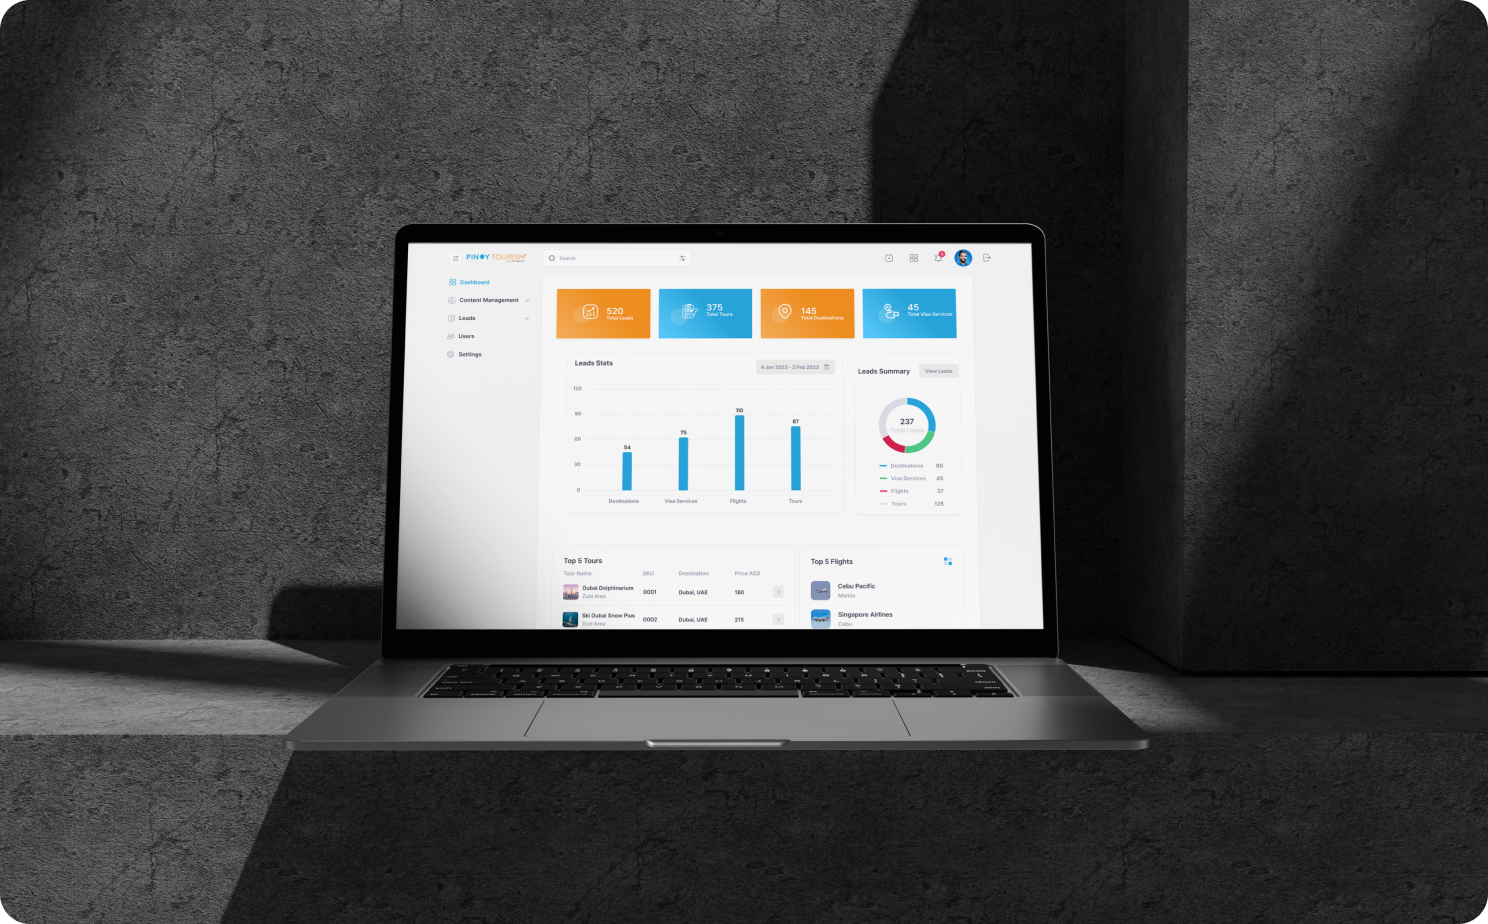 PINOY TOURISM
Search
Dashboard
Content Management
Leads
Users
Settings
520
Total Leads
375
Total Tours
145
Total Destinations
45
Total Visa Services
Leads Stats
4 Jan 2023 - 2 Feb 2023
120
90
60
30
0
54
75
110
87
Destinations
Visa Services
Flights
Tours
Leads Summary
View Leads
237
Total Leads
Destinations 60
Visa Services 45
Flights 37
Tours 125
Top 5 Tours
Tour Name SKU Destination Price AED
Dubai Dolphinarium
Zuid Area
0001 Dubai, UAE 180
Ski Dubai Snow Plus
Zuid Area
0002 Dubai, UAE 215
Top 5 Flights
Cebu Pacific
Manila
Singapore Airlines
Cebu